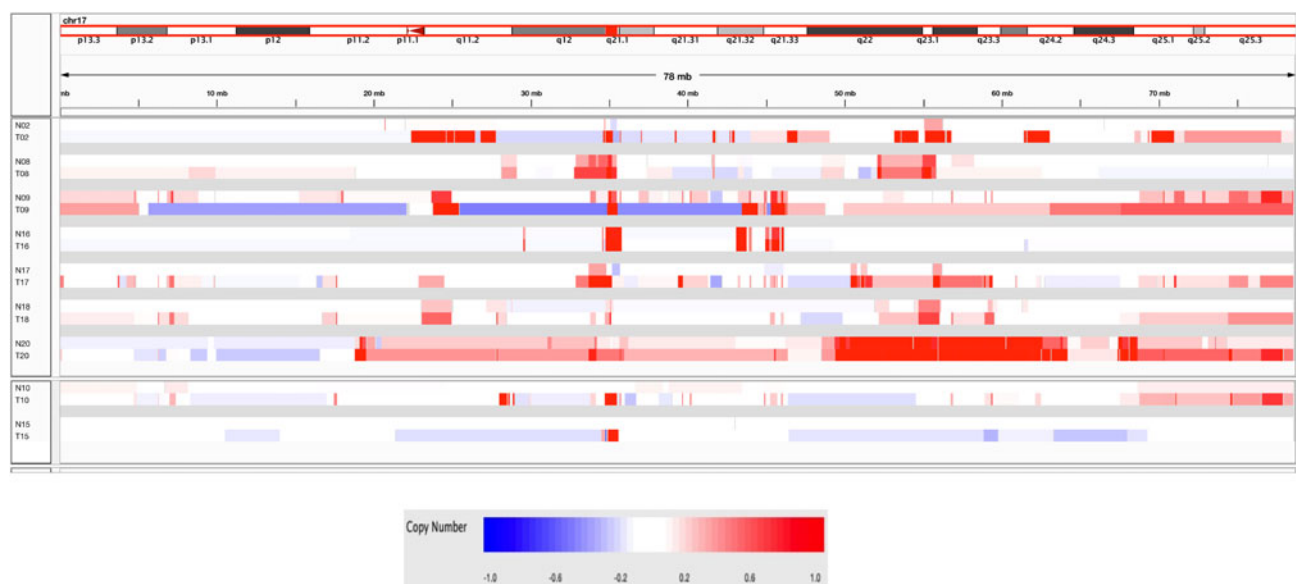 chr17
p13.3 p13.2 p13.1 p12 p11.2 p11.1 q11.2 q12 q21.1 q21.31 q21.32 q21.33 q22 q23.1 q23.3 q24.2 q24.3 q25.1 q25.2 q25.3
78 mb
mb 10 mb 20 mb 30 mb 40 mb 50 mb 60 mb 70 mb
N02
T02
N08
T08
N09
T09
N16
T16
N17
T17
N18
T18
N20
T20
N10
T10
N15
T15
Copy Number
-1.0 -0.6 -0.2 0.2 0.6 1.0